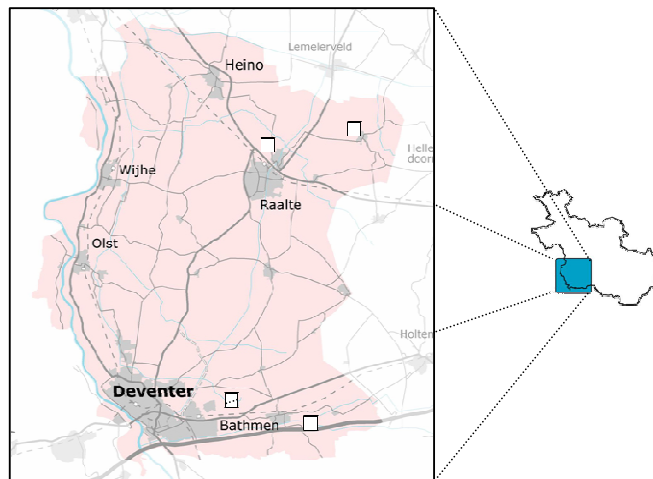 Lemelerveld
Heino
Helle
doorn
Wijhe
Raalte
Olst
Holten
Deventer
Bathmen